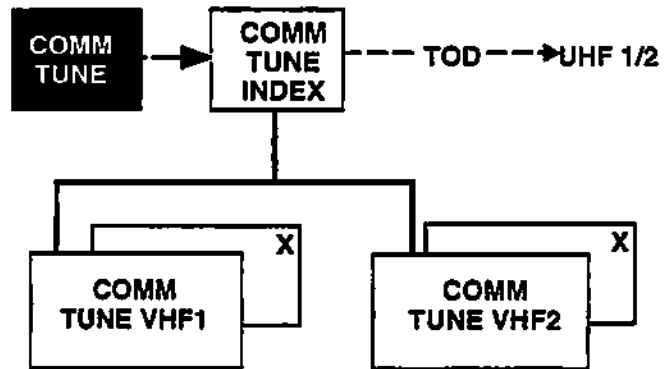 COMM
TUNE
COMM
TUNE
INDEX
TOD
UHF 1/2
X
COMM
TUNE VHF1
X
COMM
TUNE VHF2